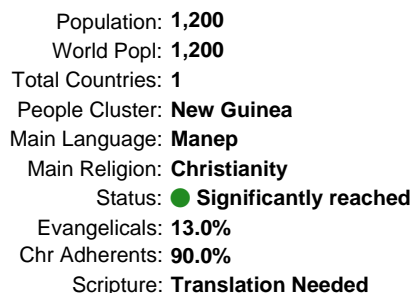 Population: 1,200
World Popl: 1,200
Total Countries: 1
People Cluster: New Guinea
Main Language: Manep
Main Religion: Christianity
Status: Significantly reached
Evangelicals: 13.0%
Chr Adherents: 90.0%
Scripture: Translation Needed